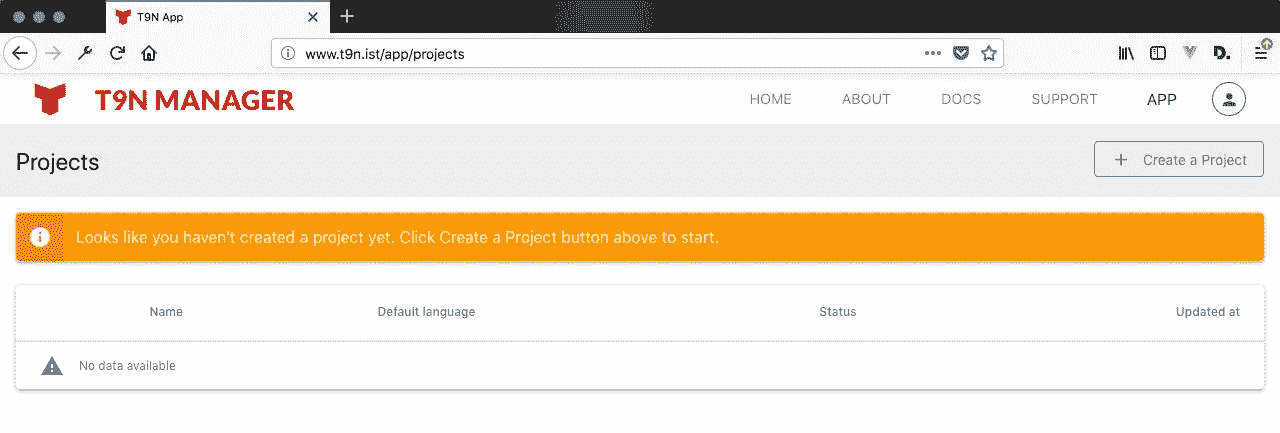 T9N App
www.t9n.ist/app/projects
D.
T9N MANAGER
HOME
ABOUT
DOCS
SUPPORT
APP
Projects
Create a Project
Looks like you haven't created a project yet. Click Create a Project button above to start.
Name
Default language
Status
Updated at
No data available